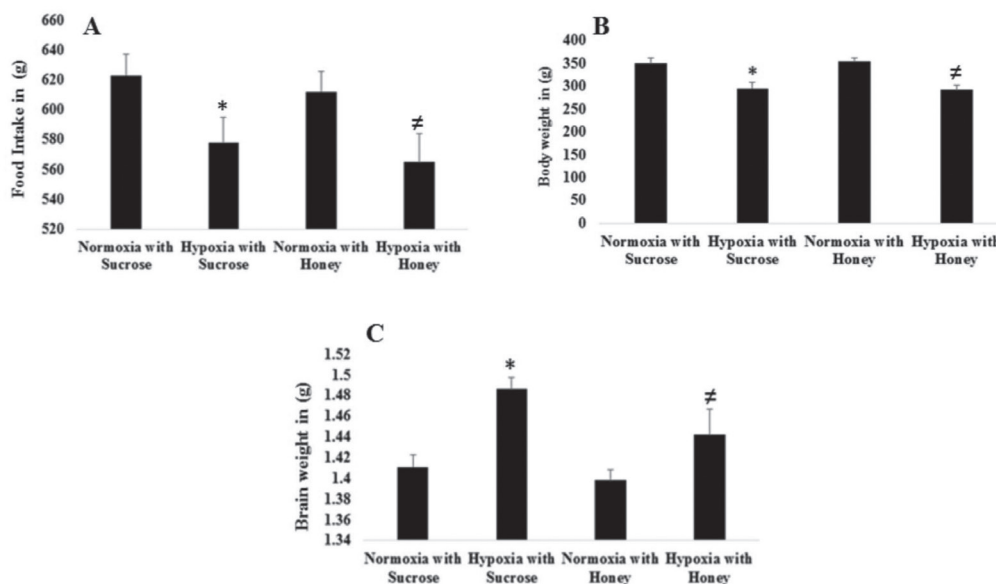 A
Food Intake in (g)
660
640
620
600
580
560
540
520
*
≠
Normoxia with Sucrose
Hypoxia with Sucrose
Normoxia with Honey
Hypoxia with Honey
B
Body weight in (g)
400
350
300
250
200
150
100
50
0
*
≠
Normoxia with Sucrose
Hypoxia with Sucrose
Normoxia with Honey
Hypoxia with Honey
C
Brain weight in (g)
1.52
1.5
1.48
1.46
1.44
1.42
1.4
1.38
1.36
1.34
*
≠
Normoxia with Sucrose
Hypoxia with Sucrose
Normoxia with Honey
Hypoxia with Honey